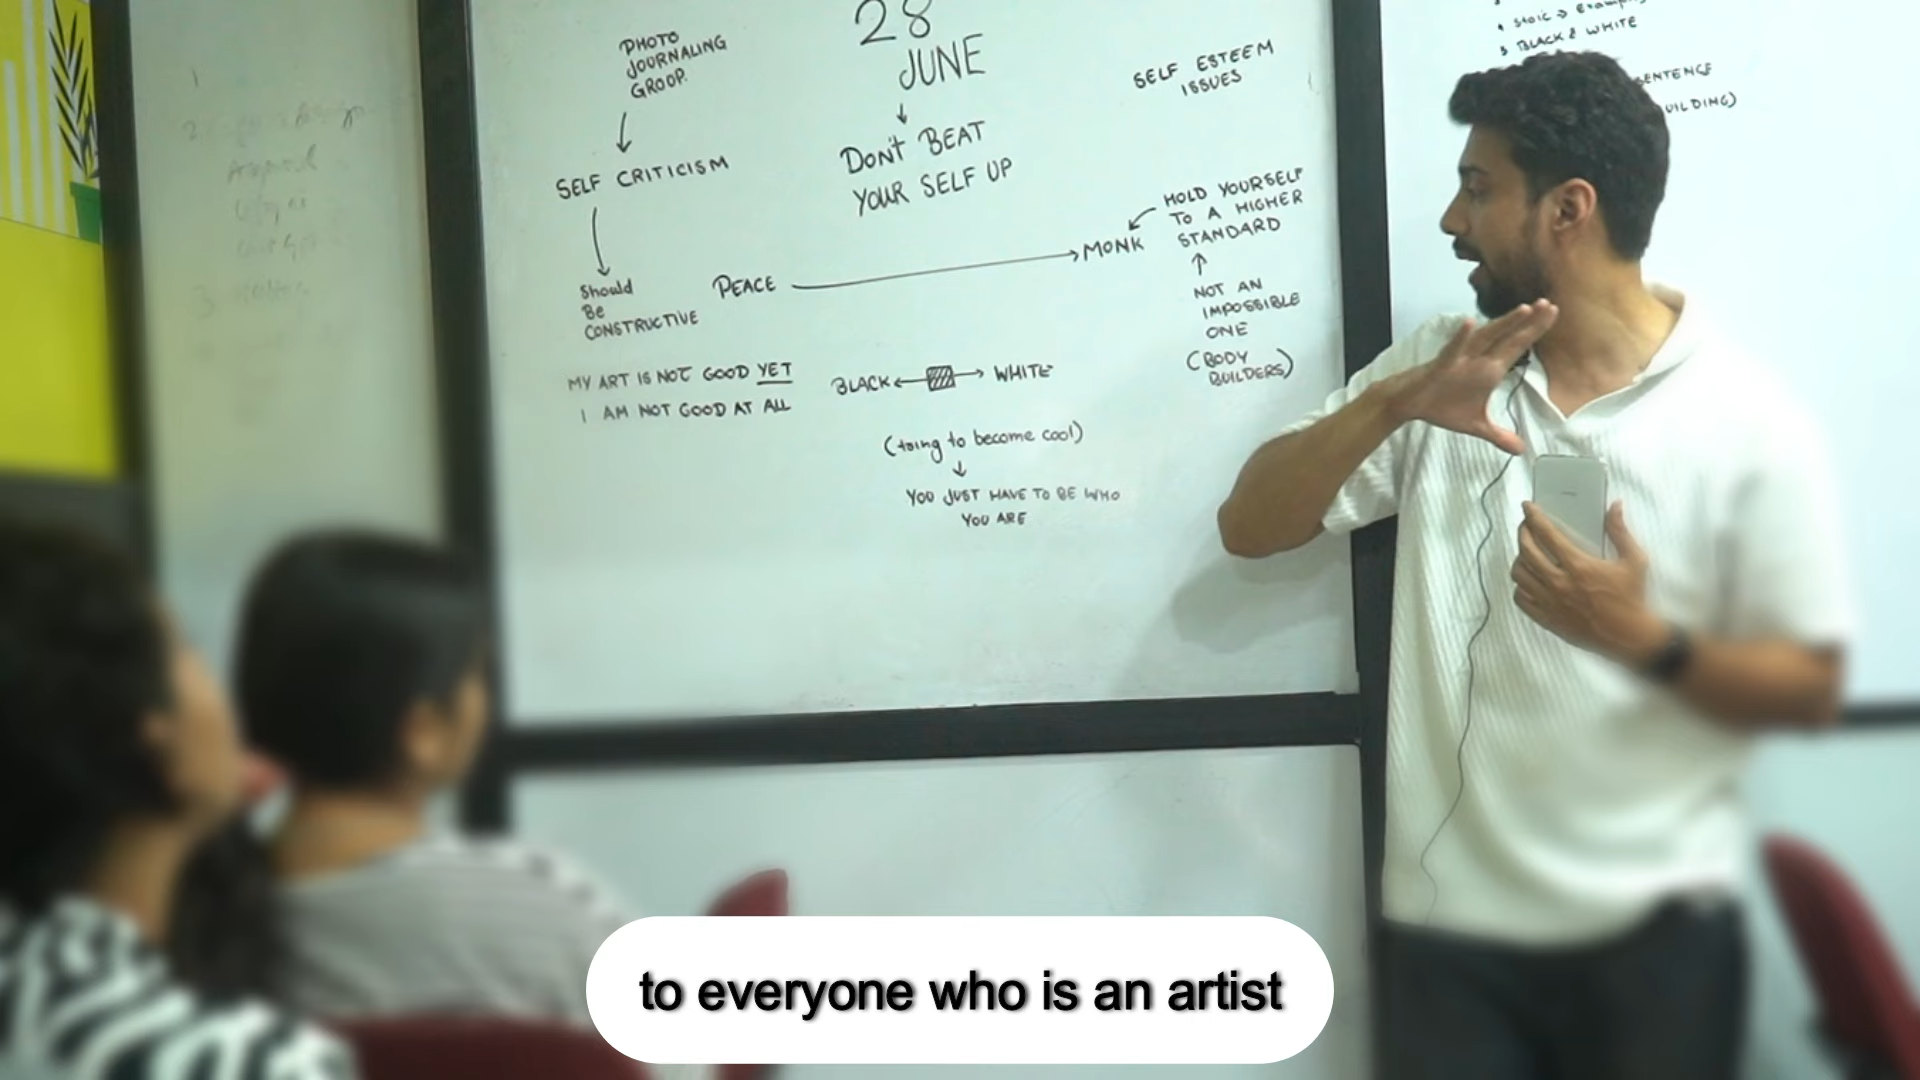 28
JUNE
DON'T BEAT
YOUR SELF UP
PHOTO
JOURNALING
GROOP.
SELF CRITICISM
Should
Be
CONSTRUCTIVE
MY ART IS NOT GOOD YET
I AM NOT GOOD AT ALL
PEACE
MONK
BLACK
WHITE
(tring to become cool)
YOU JUST HAVE TO BE WHO
YOU ARE
SELF ESTEEM
ISSUES
HOLD YOURSELF
TO A HIGHER
STANDARD
NOT AN
IMPOSSIBLE
ONE
(BODY
BUILDERS)
BLACK & WHITE
to everyone who is an artist